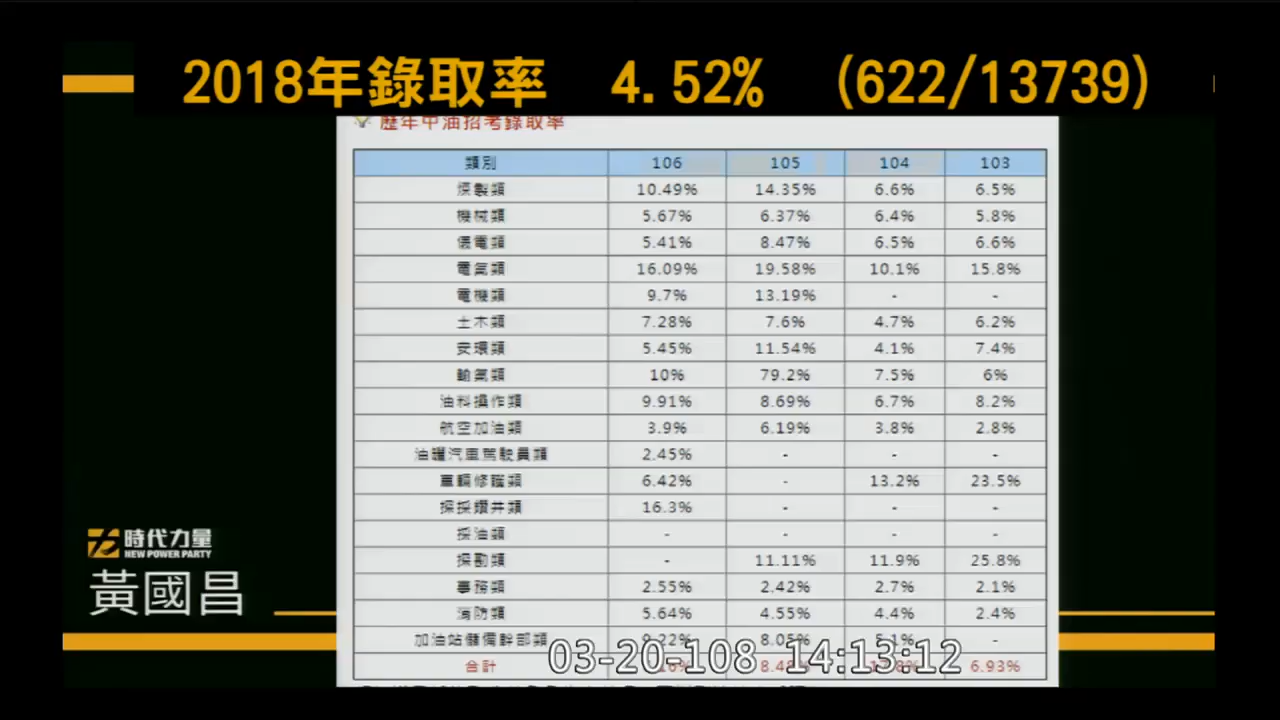 2018年錄取率 4.52% (622/13739)
歷年中油招考錄取率
類別 106 105 104 103
煉製類 10.49% 14.35% 6.6% 6.5%
機械類 5.67% 6.37% 6.4% 5.8%
儀電類 5.41% 8.47% 6.5% 6.6%
電氣類 16.09% 19.58% 10.1% 15.8%
電機類 9.7% 13.19% - -
土木類 7.28% 7.6% 4.7% 6.2%
安環類 5.45% 11.54% 4.1% 7.4%
輸氣類 10% 79.2% 7.5% 6%
油料操作類 9.91% 8.69% 6.7% 8.2%
航空加油類 3.9% 6.19% 3.8% 2.8%
油罐汽車駕駛員類 2.45% - - -
車輛修護類 6.42% - 13.2% 23.5%
探採鑽井類 16.3% - - -
採油類 - - - -
探勘類 - 11.11% 11.9% 25.8%
事務類 2.55% 2.42% 2.7% 2.1%
消防類 5.64% 4.55% 4.4% 2.4%
加油站儲備幹部類 8.05% -
合計 6.93%
時代力量
NEW POWER PARTY
黃國昌
03-20-108 14:13:12